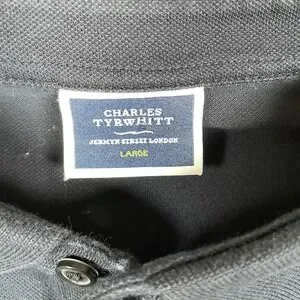 CHARLES
TYRWHITT
JERMYN STREET LONDON
LARGE